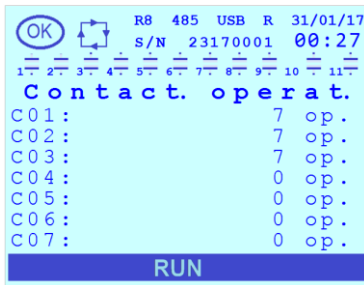 OK R8 485 USB R 31/01/17
S/N 23170001 00:27
1 2 3 4 5 6 7 8 9 10 11
Contact. operat.
C01: 7 op.
C02: 7 op.
C03: 7 op.
C04: 0 op.
C05: 0 op.
C06: 0 op.
C07: 0 op.
RUN